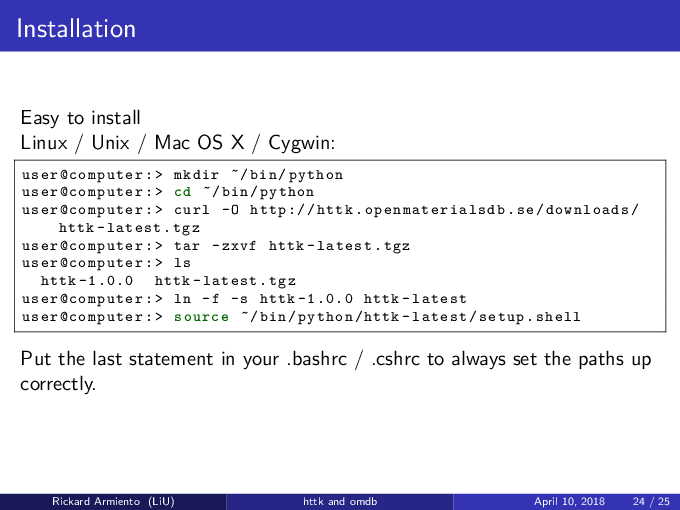 Installation
Easy to install
Linux / Unix / Mac OS X / Cygwin:
user@computer:> mkdir ~/bin/python
user@computer:> cd ~/bin/python
user@computer:> curl -O http://httk.openmaterialsdb.se/downloads/
httk-latest.tgz
user@computer:> tar -zxvf httk-latest.tgz
user@computer:> ls
httk-1.0.0  httk-latest.tgz
user@computer:> ln -f -s httk-1.0.0 httk-latest
user@computer:> source ~/bin/python/httk-latest/setup.shell
Put the last statement in your .bashrc / .cshrc to always set the paths up
correctly.
Rickard Armiento (LiU) httk and omdb April 10, 2018 24 / 25